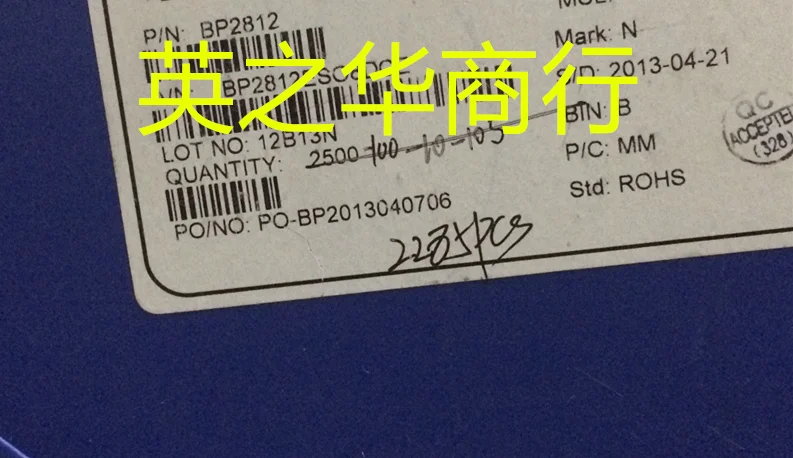 P/N: BP2812
Mark: N
英之华商行
S/D: 2013-04-21
LOT NO: 12B13N
BIN: B
QUANTITY: 2500-100-10-105
P/C: MM
PO/NO: PO-BP2013040706
Std: ROHS
QC
ACCEPTED
(328)
pcs